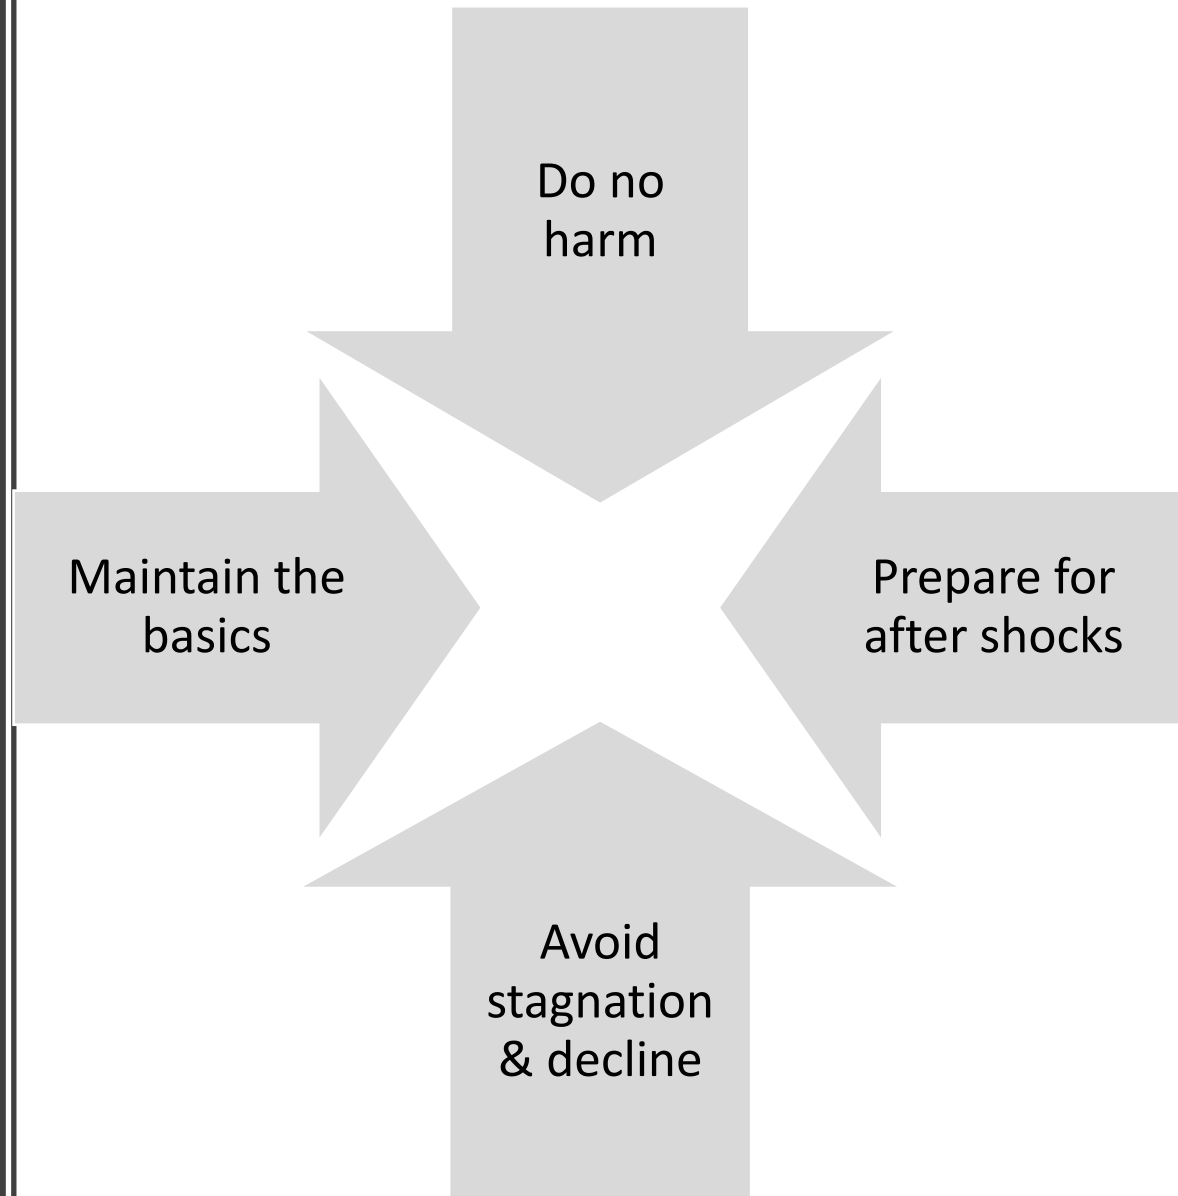 Do no
harm
Maintain the
basics
Prepare for
after shocks
Avoid
stagnation
& decline